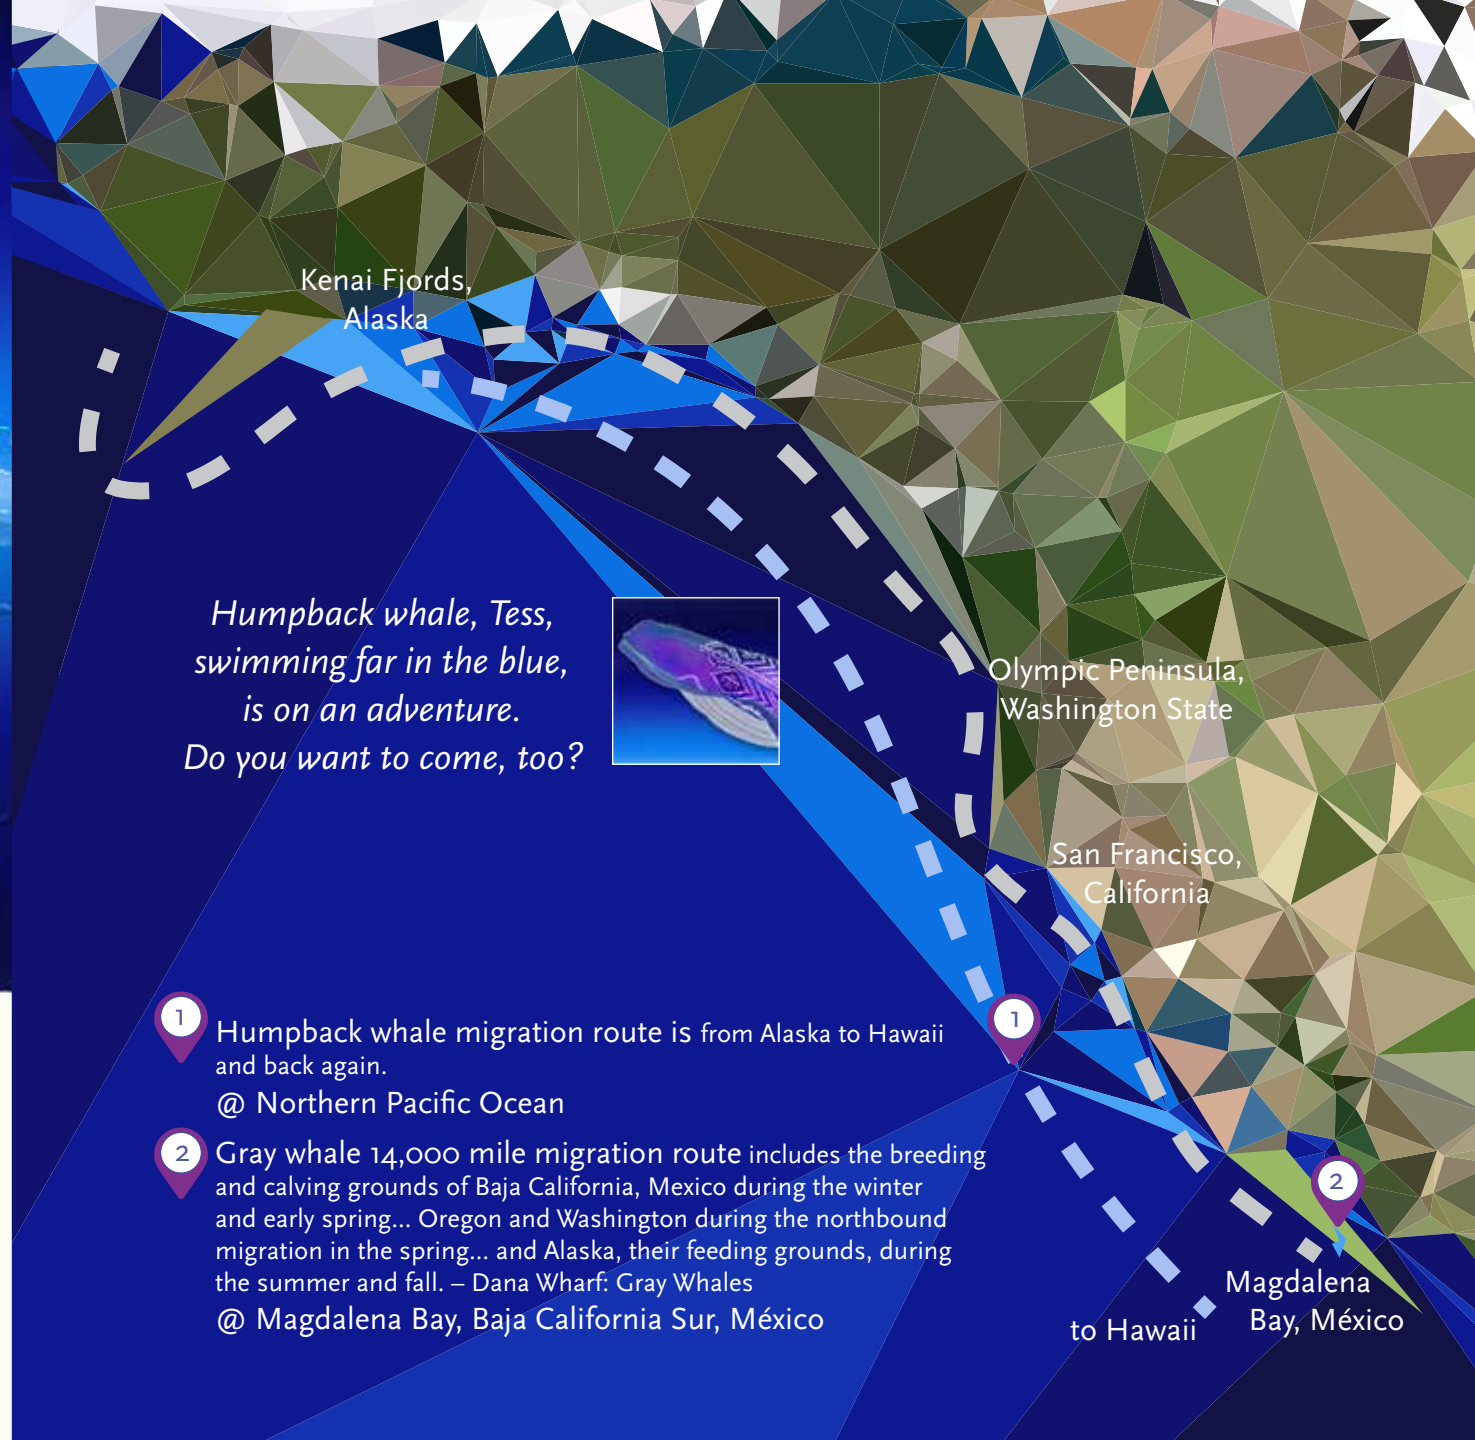 Kenai Fjords,
Alaska
Humpback whale, Tess,
swimming far in the blue,
is on an adventure.
Do you want to come, too?
Olympic Peninsula,
Washington State
San Francisco,
California
1
Humpback whale migration route is from Alaska to Hawaii
and back again.
@ Northern Pacific Ocean
1
2
Gray whale 14,000 mile migration route includes the breeding
and calving grounds of Baja California, Mexico during the winter
and early spring... Oregon and Washington during the northbound
migration in the spring... and Alaska, their feeding grounds, during
the summer and fall. – Dana Wharf: Gray Whales
@ Magdalena Bay, Baja California Sur, México
2
Magdalena
Bay, México
to Hawaii